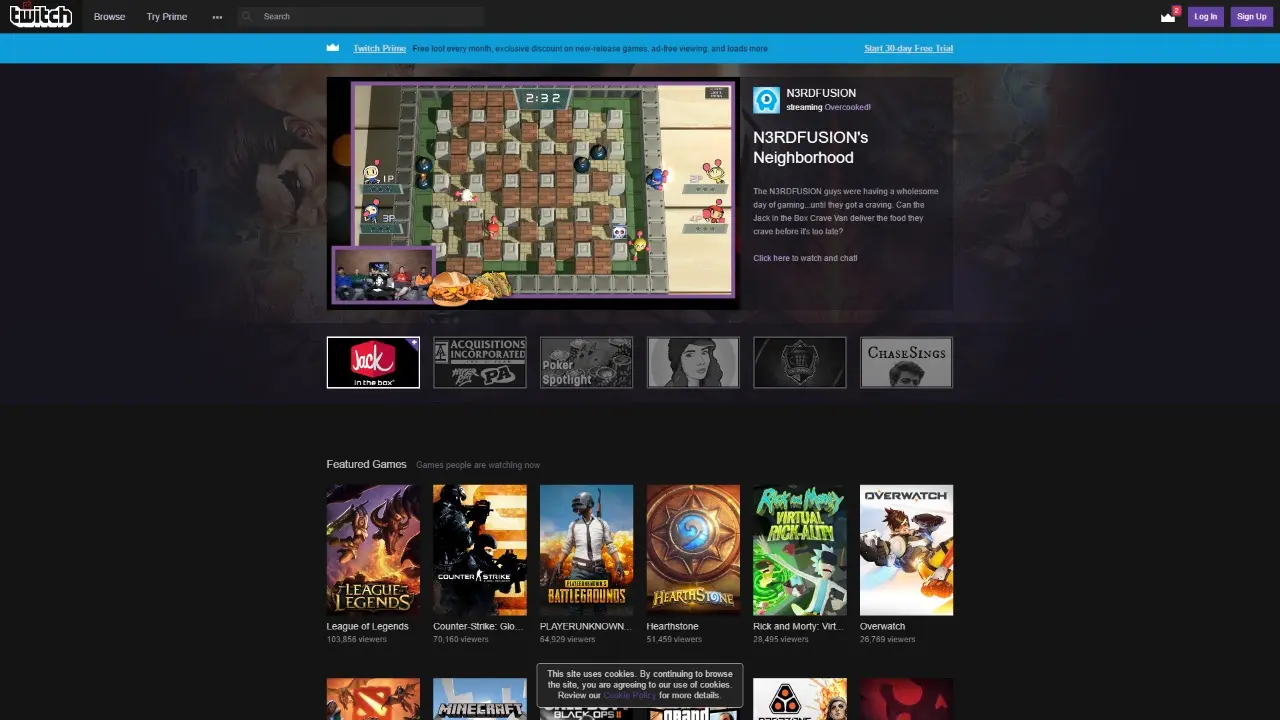 twitch
Browse
Try Prime
Search
2
Log In
Sign Up
Twitch Prime Free loot every month, exclusive discount on new-release games, ad-free viewing, and loads more
Start 30-day Free Trial
2:32
1P
2P
3P
4P
N3RDFUSION
streaming Overcooked!
N3RDFUSION's
Neighborhood
The N3RDFUSION guys were having a wholesome
day of gaming...until they got a craving. Can the
Jack in the Box Crave Van deliver the food they
crave before it's too late?
Click here to watch and chat!
Jack
in the box
ACQUISITIONS
INCORPORATED
PA
Poker
Spotlight
CHASESINGS
Featured Games
Games people are watching now
LEAGUE
of
LEGENDS
COUNTER STRIKE
PLAYERUNKNOWN'S
BATTLEGROUNDS
HEARTHSTONE
Rick and Morty
VIRTUAL
RICK-ALITY
OVERWATCH
League of Legends
103,856 viewers
Counter-Strike: Glo...
70,160 viewers
PLAYERUNKNOWN...
64,929 viewers
Hearthstone
51,459 viewers
Rick and Morty: Virt...
28,495 viewers
Overwatch
26,769 viewers
This site uses cookies. By continuing to browse
the site, you are agreeing to our use of cookies.
Review our Cookie Policy for more details.
MINECRAFT
BLACK OPS II
grand